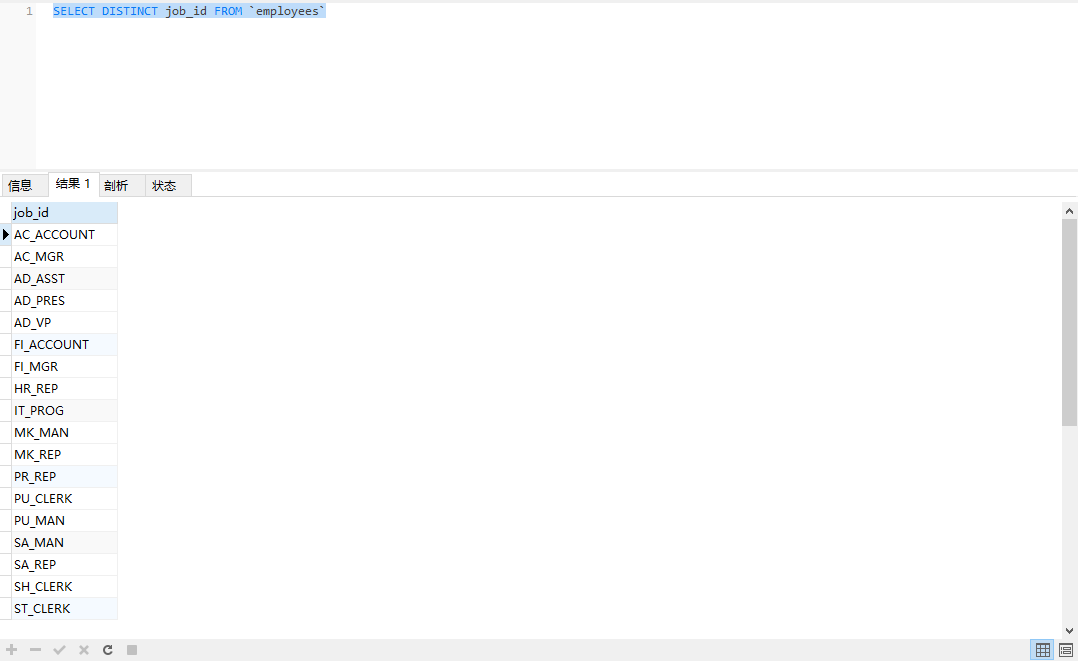 1 SELECT DISTINCT job_id FROM `employees`
信息 结果 1 剖析 状态
job_id
AC_ACCOUNT
AC_MGR
AD_ASST
AD_PRES
AD_VP
FI_ACCOUNT
FI_MGR
HR_REP
IT_PROG
MK_MAN
MK_REP
PR_REP
PU_CLERK
PU_MAN
SA_MAN
SA_REP
SH_CLERK
ST_CLERK